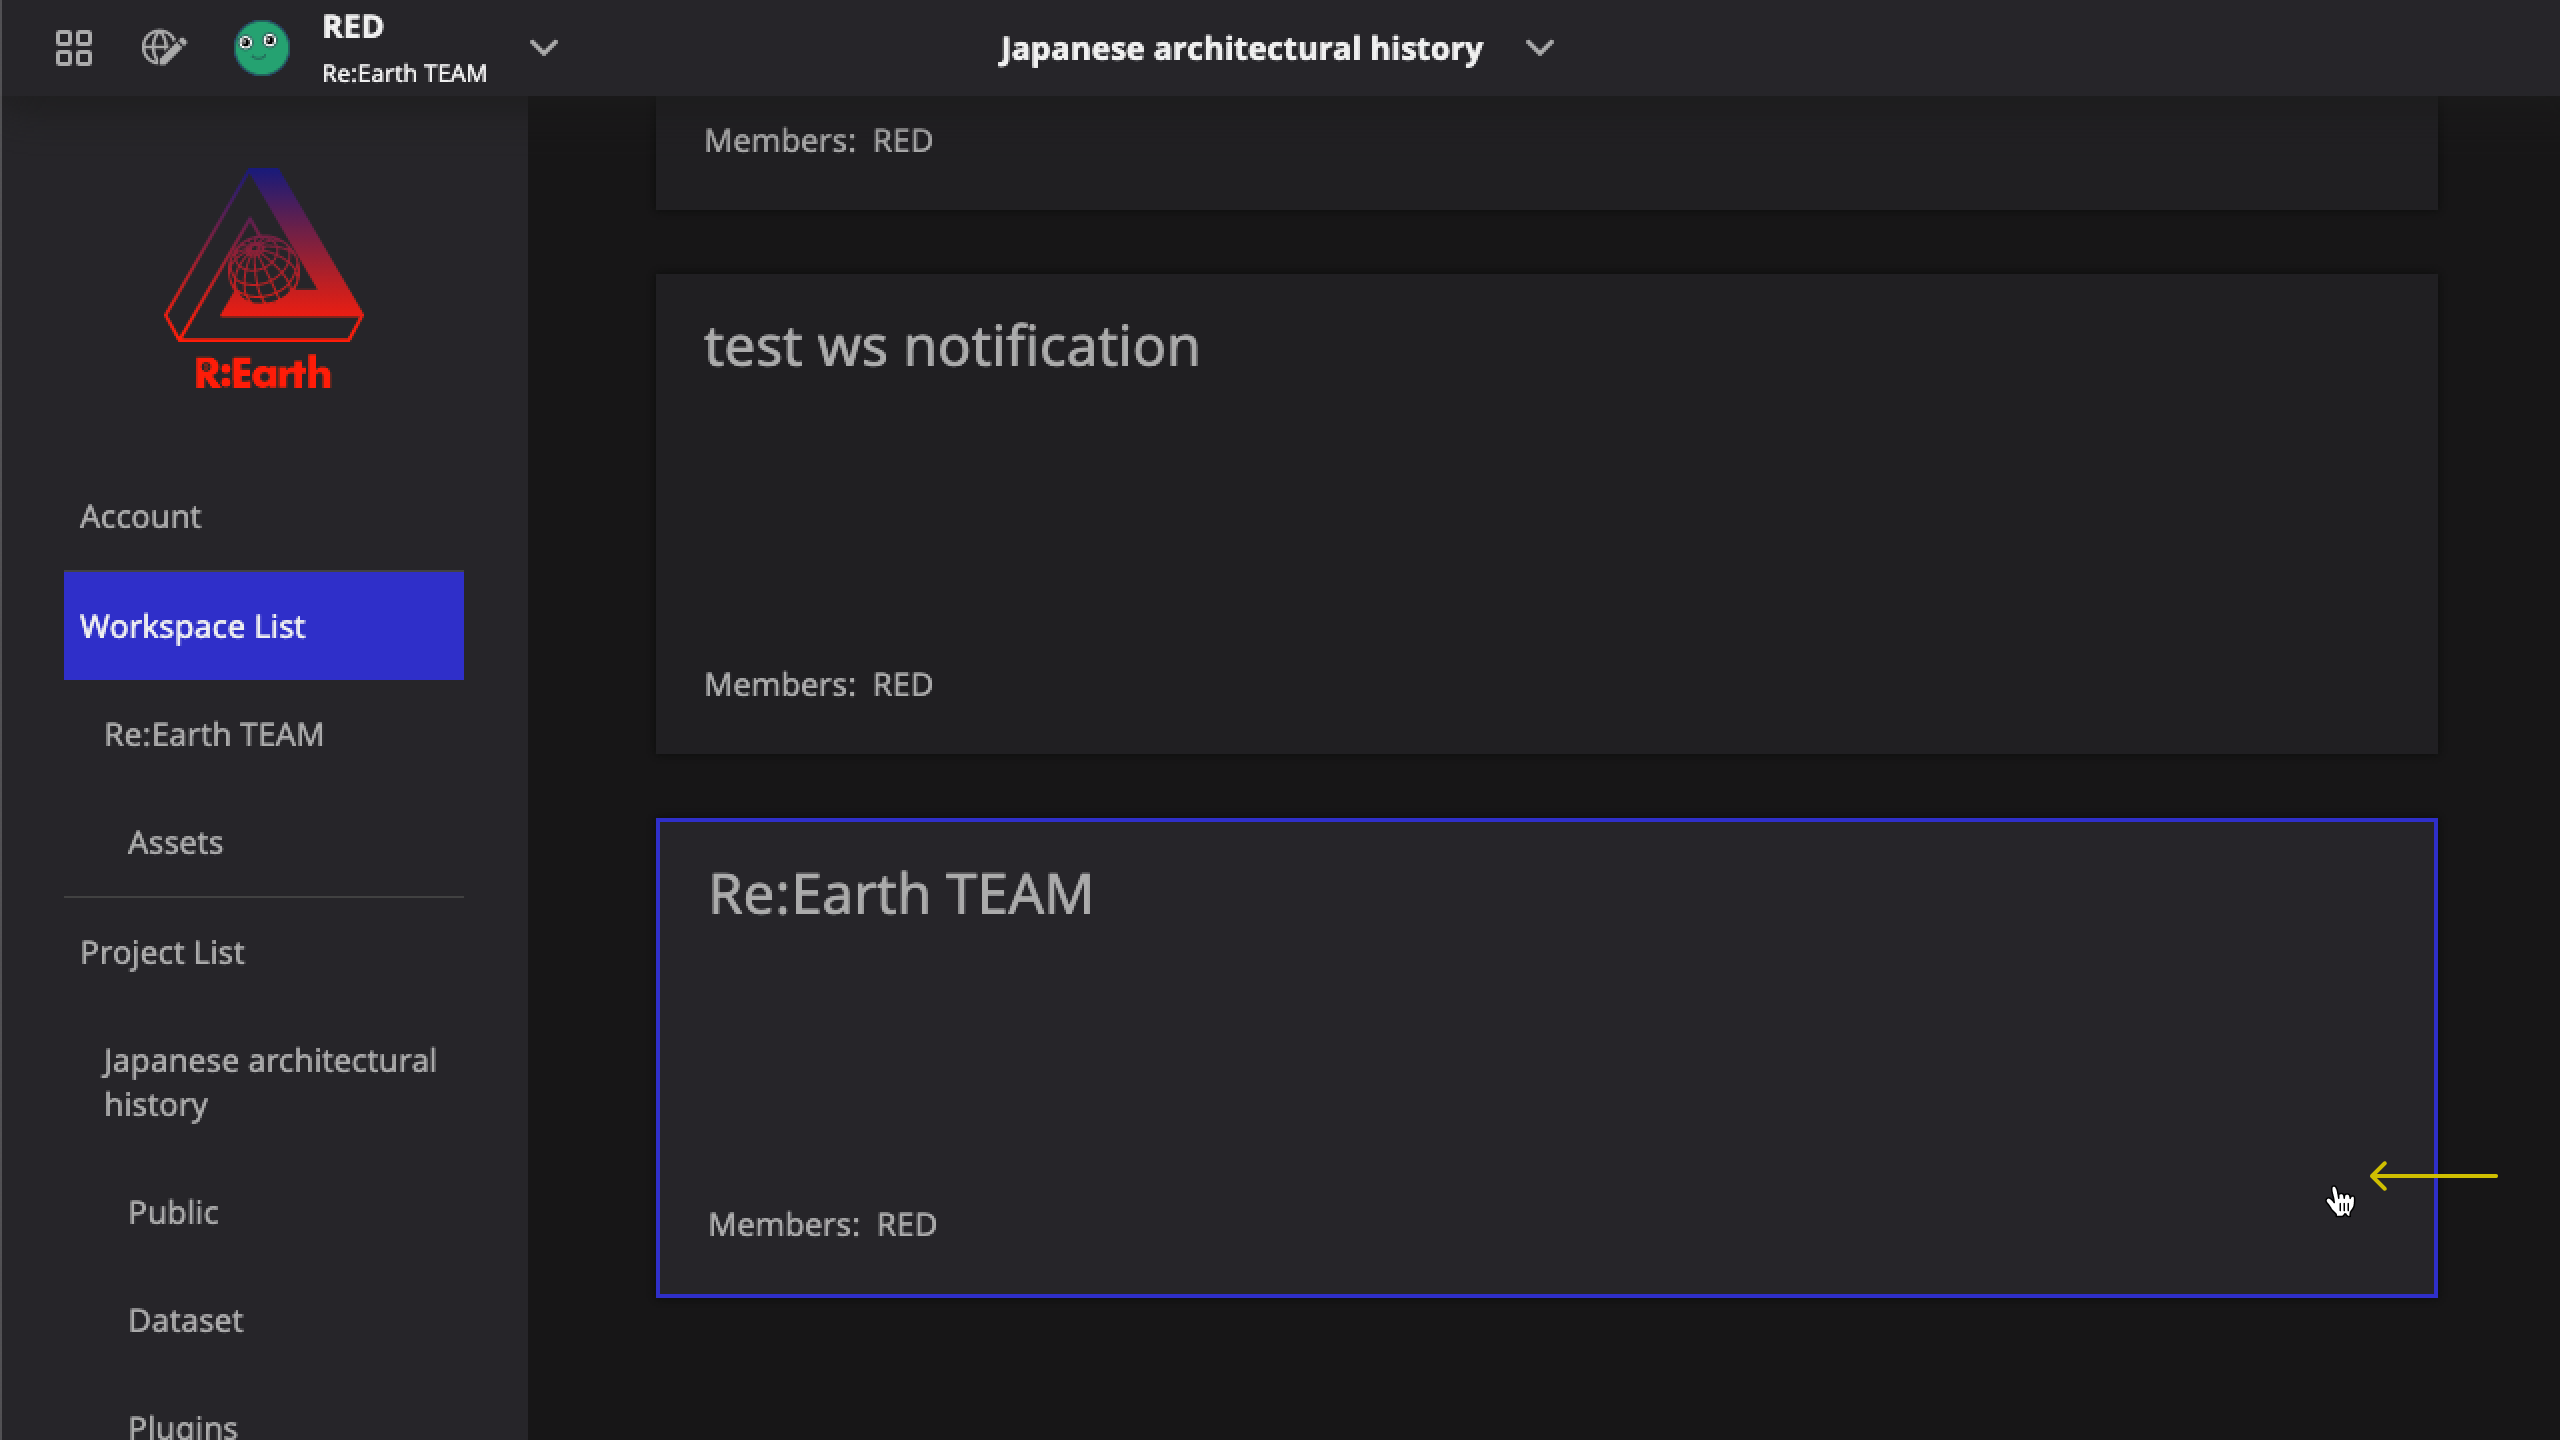 RED
Re:Earth TEAM
Japanese architectural history
R:Earth
Account
Workspace List
Re:Earth TEAM
Assets
Project List
Japanese architectural
history
Public
Dataset
Plugins
Members: RED
test ws notification
Members: RED
Re:Earth TEAM
Members: RED